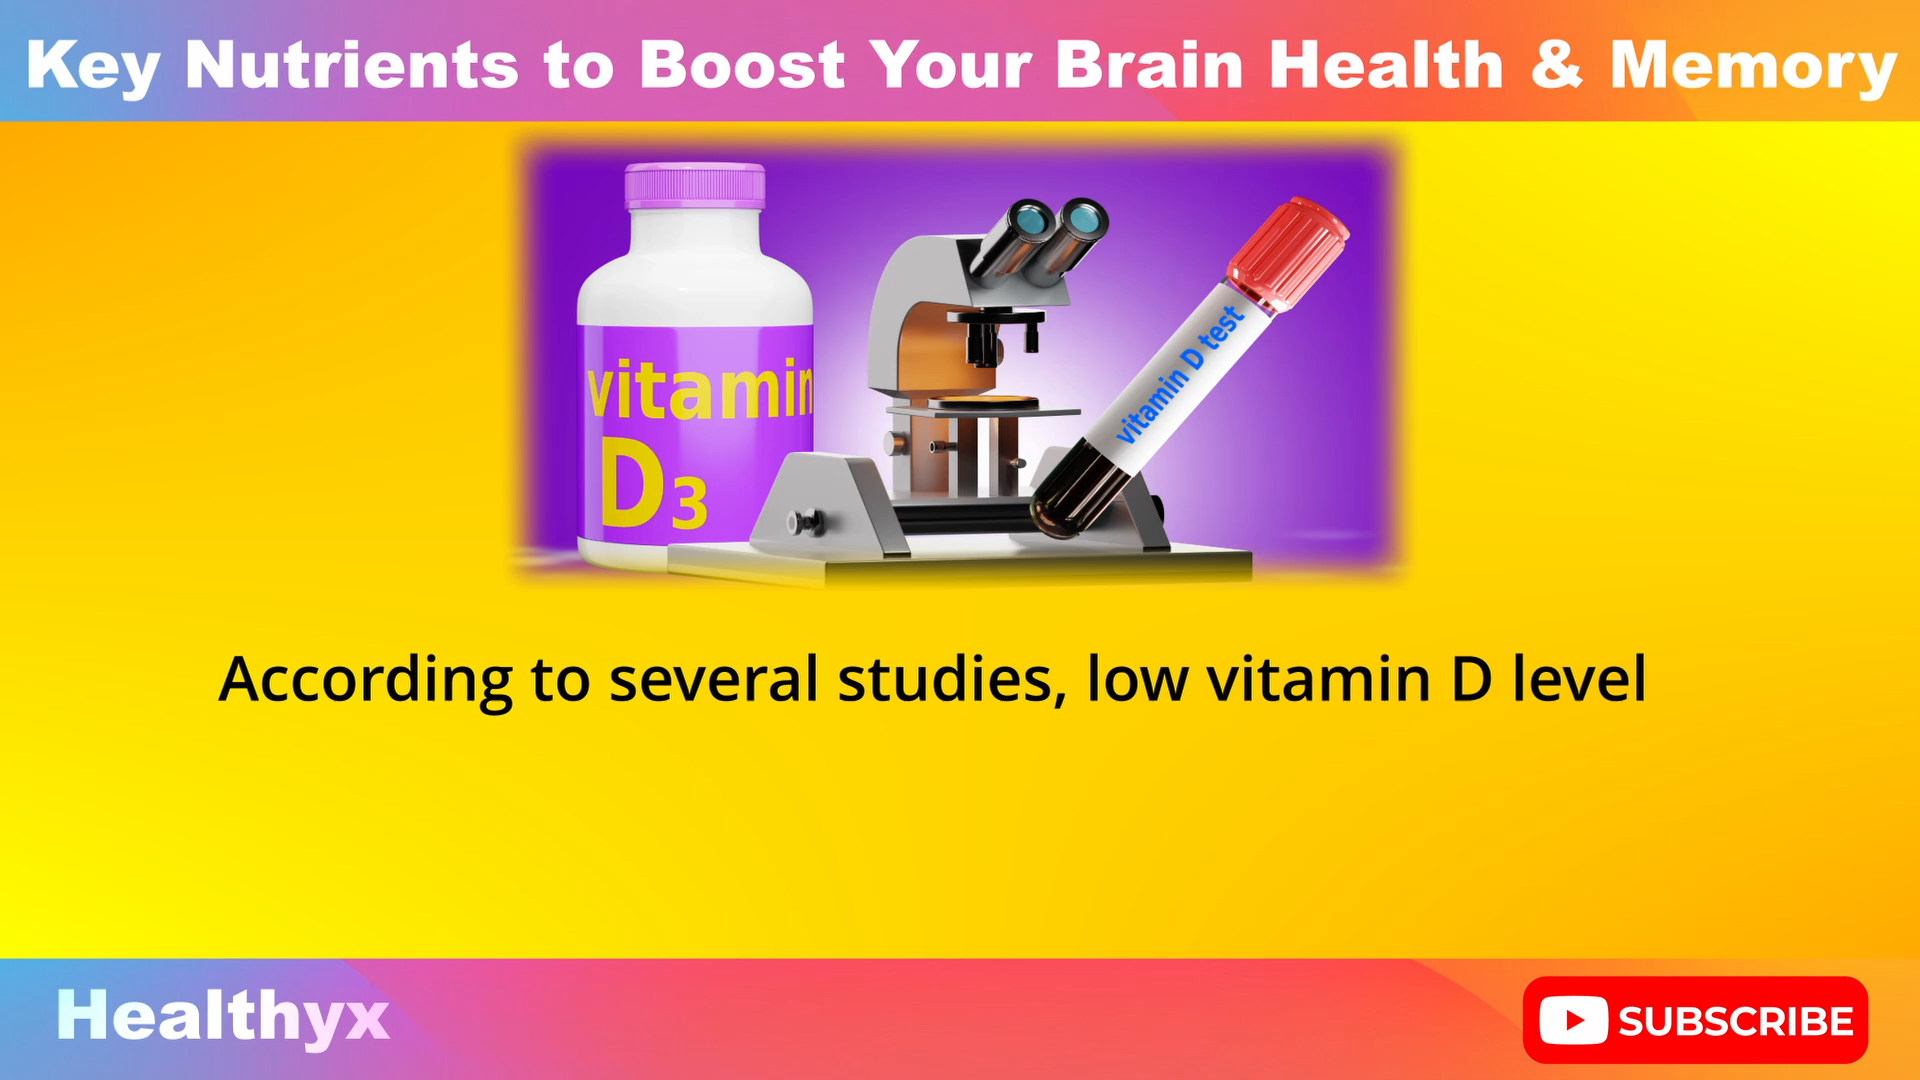 Key Nutrients to Boost Your Brain Health & Memory
vitamin
D3
vitamin D test
According to several studies, low vitamin D level
Healthyx
SUBSCRIBE